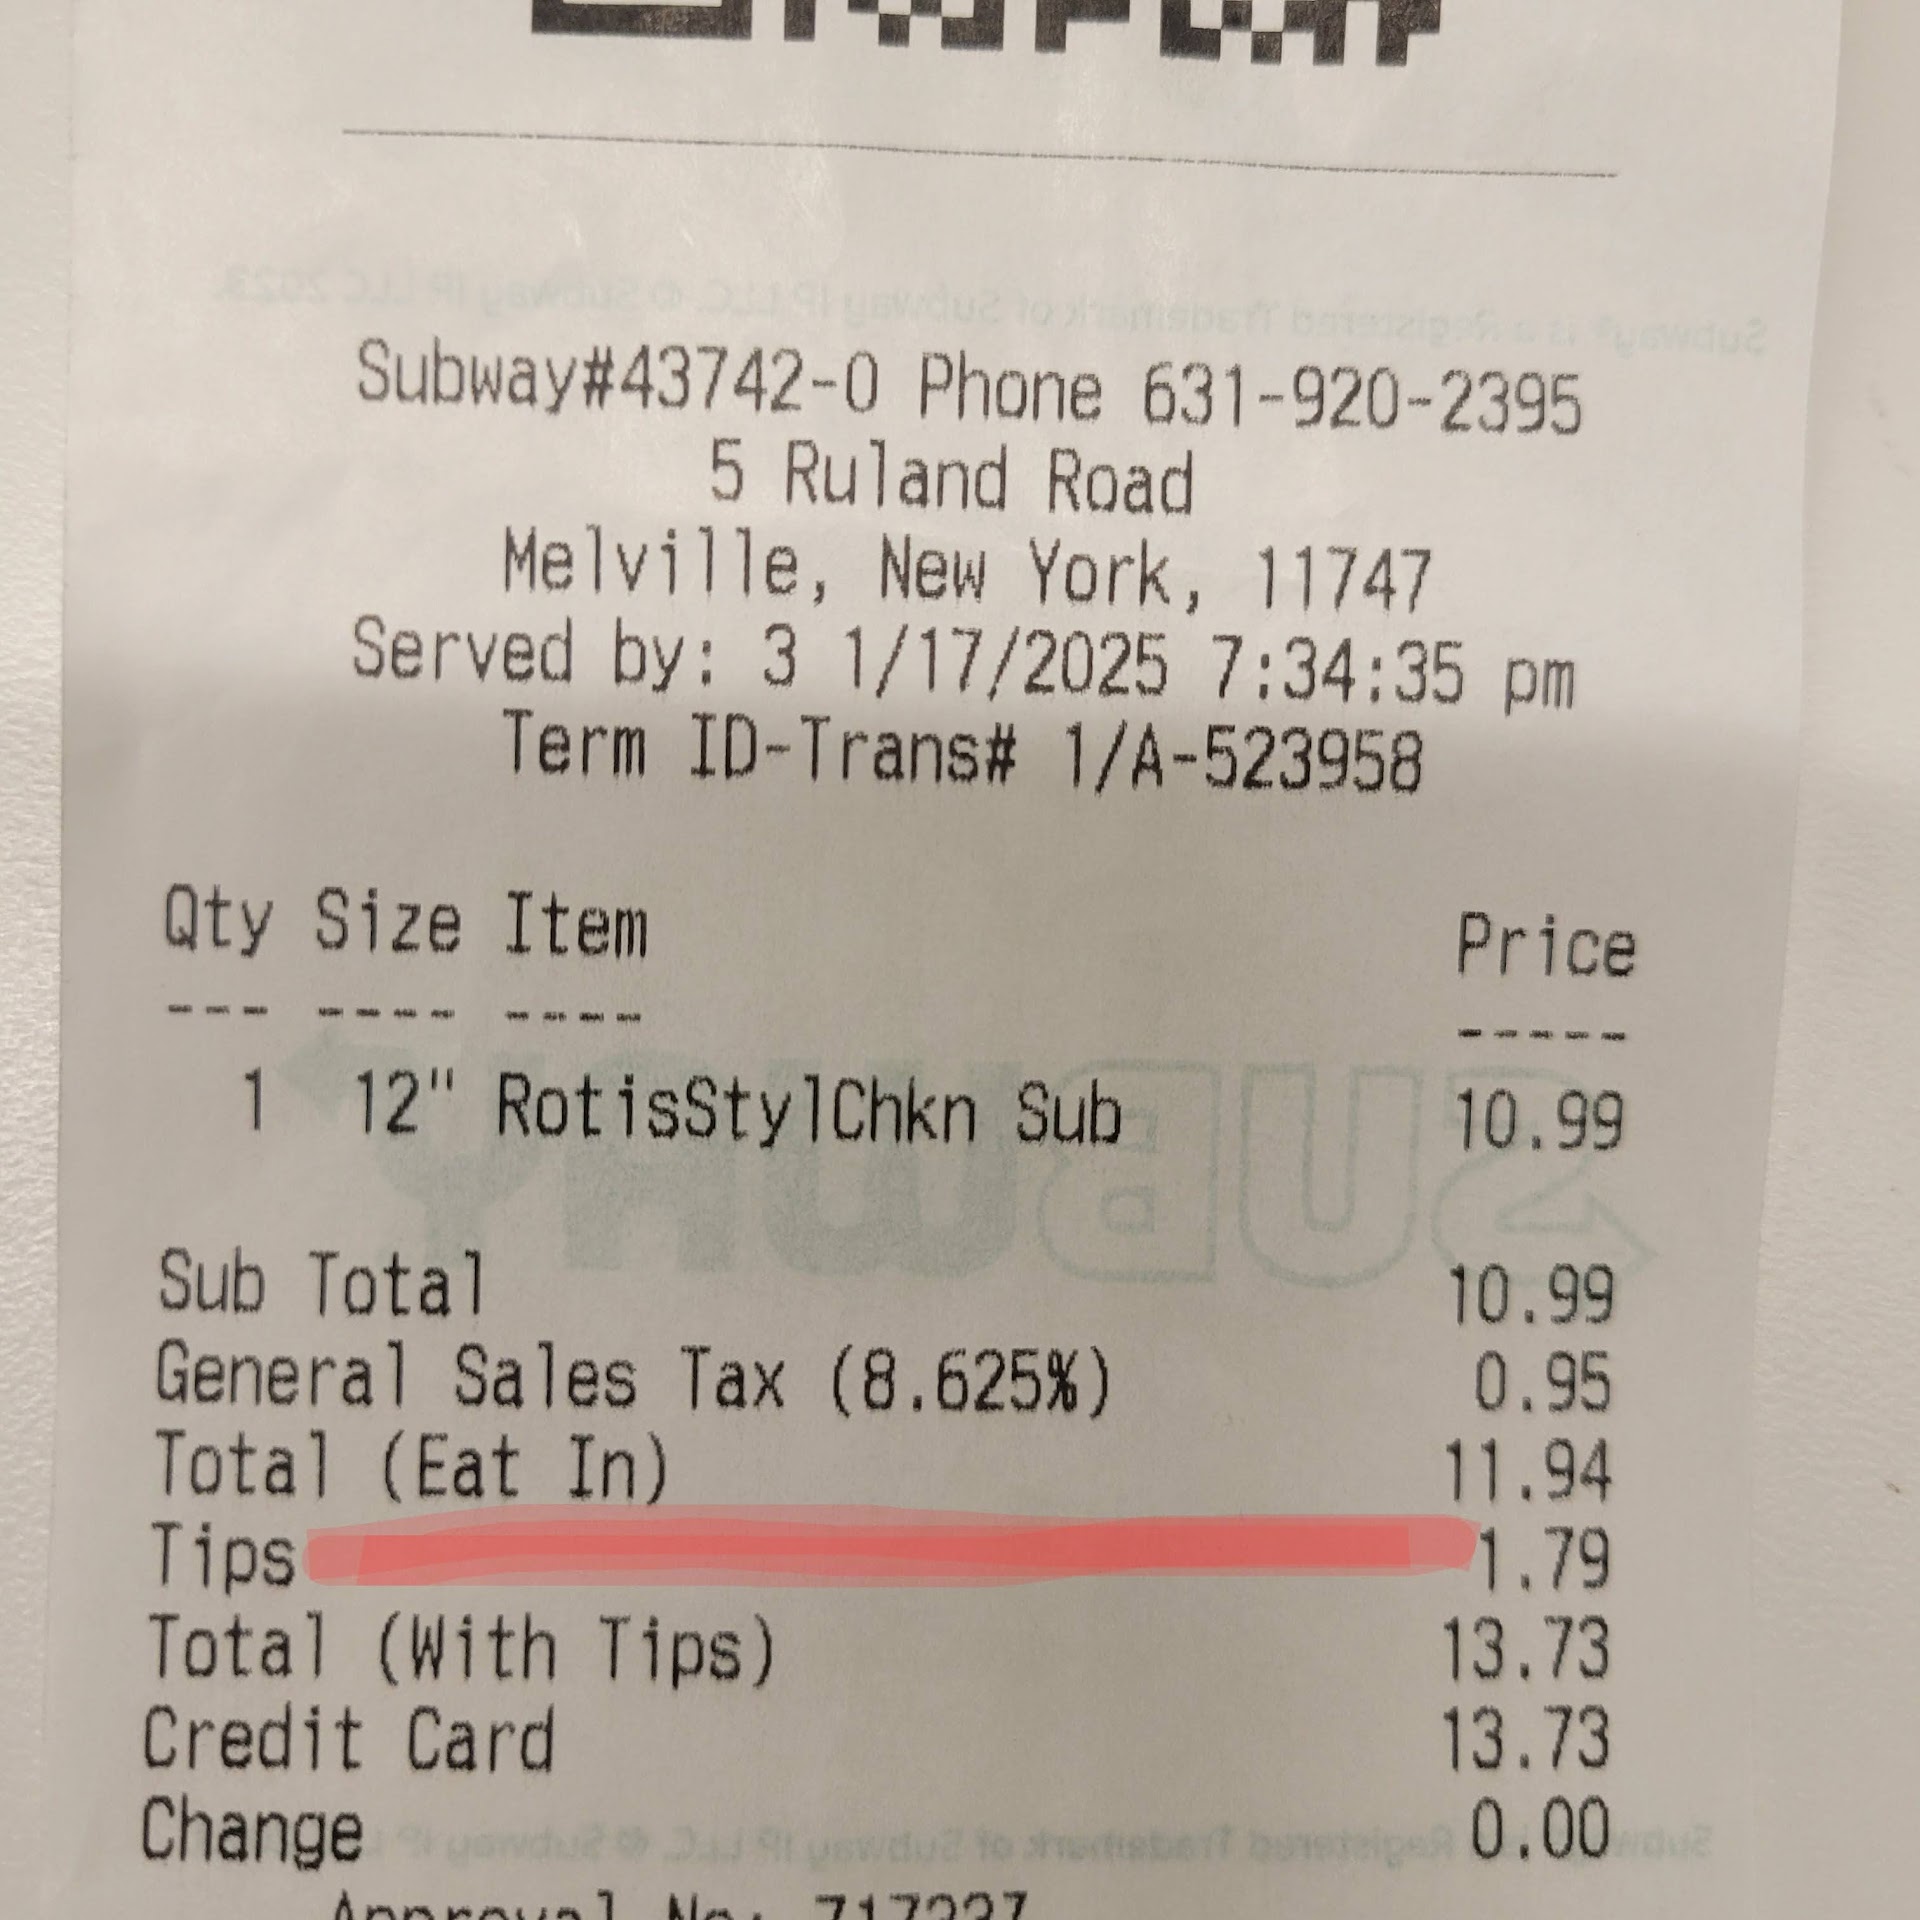 Subway#43742-0 Phone 631-920-2395
5 Ruland Road
Melville, New York, 11747
Served by: 3 1/17/2025 7:34:35 pm
Term ID-Trans# 1/A-523958
Qty Size Item Price
--- ---- ---- -----
1 12" RotisStylChkn Sub 10.99
Sub Total 10.99
General Sales Tax (8.625%) 0.95
Total (Eat In) 11.94
Tips 1.79
Total (With Tips) 13.73
Credit Card 13.73
Change 0.00
Approval No: